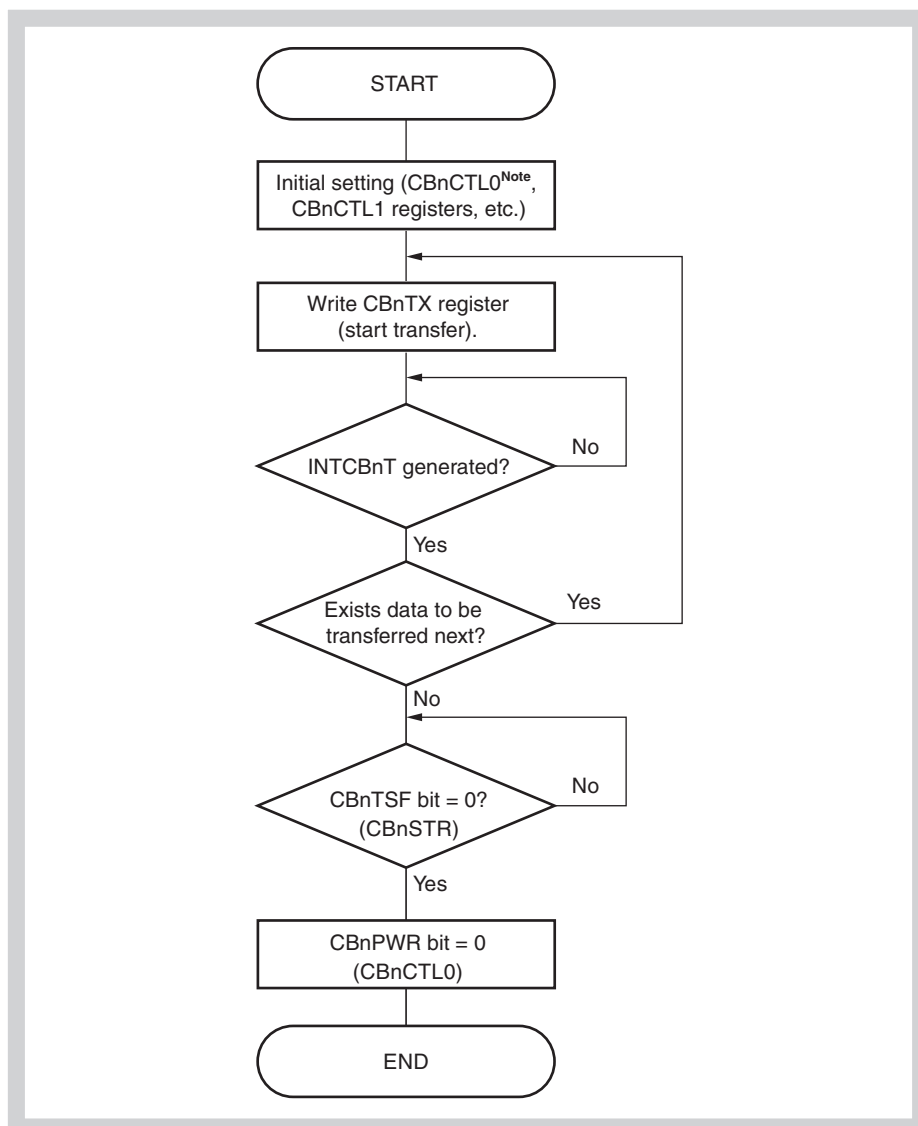 START
Initial setting (CBnCTL0Note,
CBnCTL1 registers, etc.)
Write CBnTX register
(start transfer).
INTCBnT generated?
No
Yes
Exists data to be
transferred next?
Yes
No
CBnTSF bit = 0?
(CBnSTR)
No
Yes
CBnPWR bit = 0
(CBnCTL0)
END